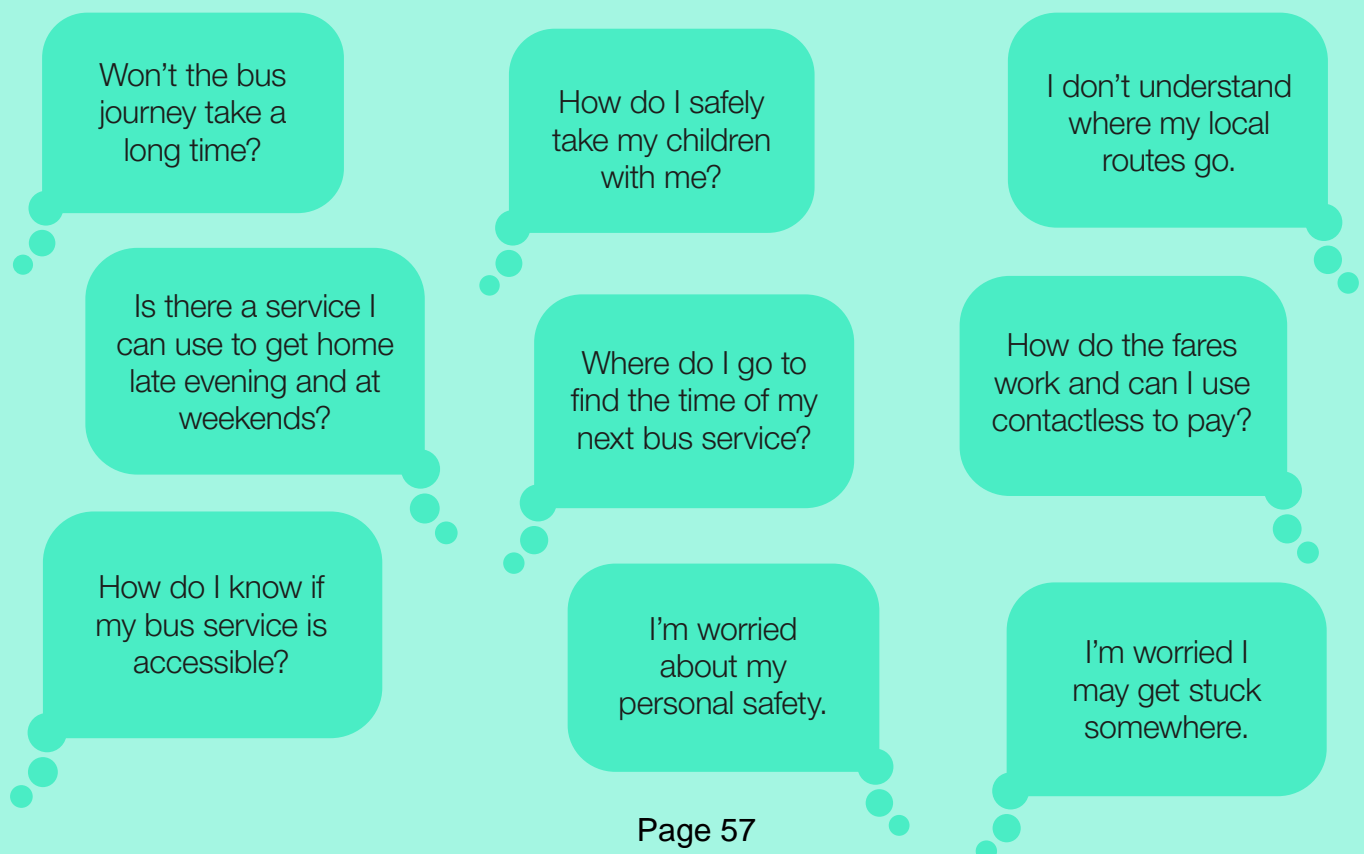 Won't the bus
journey take a
long time?
How do I safely
take my children
with me?
I don't understand
where my local
routes go.
Is there a service I
can use to get home
late evening and at
weekends?
Where do I go to
find the time of my
next bus service?
How do the fares
work and can I use
contactless to pay?
How do I know if
my bus service is
accessible?
I'm worried
about my
personal safety.
I'm worried I
may get stuck
somewhere.
Page 57